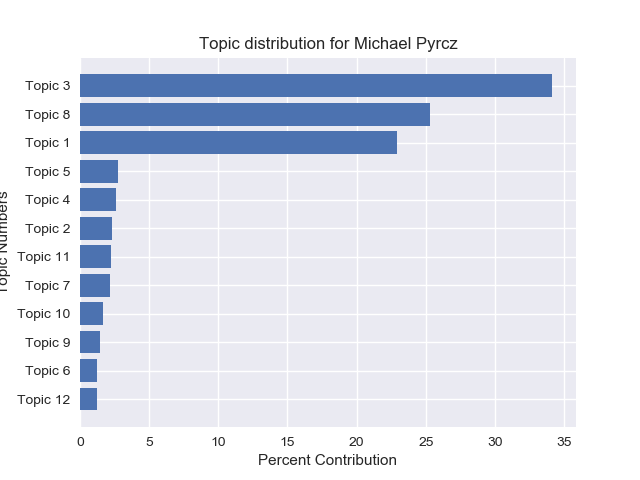 Topic distribution for Michael Pyrcz
Topic 3
Topic 8
Topic 1
Topic 5
Topic 4
Topic 2
Topic 11
Topic 7
Topic 10
Topic 9
Topic 6
Topic 12
Topic Numbers
0 5 10 15 20 25 30 35
Percent Contribution